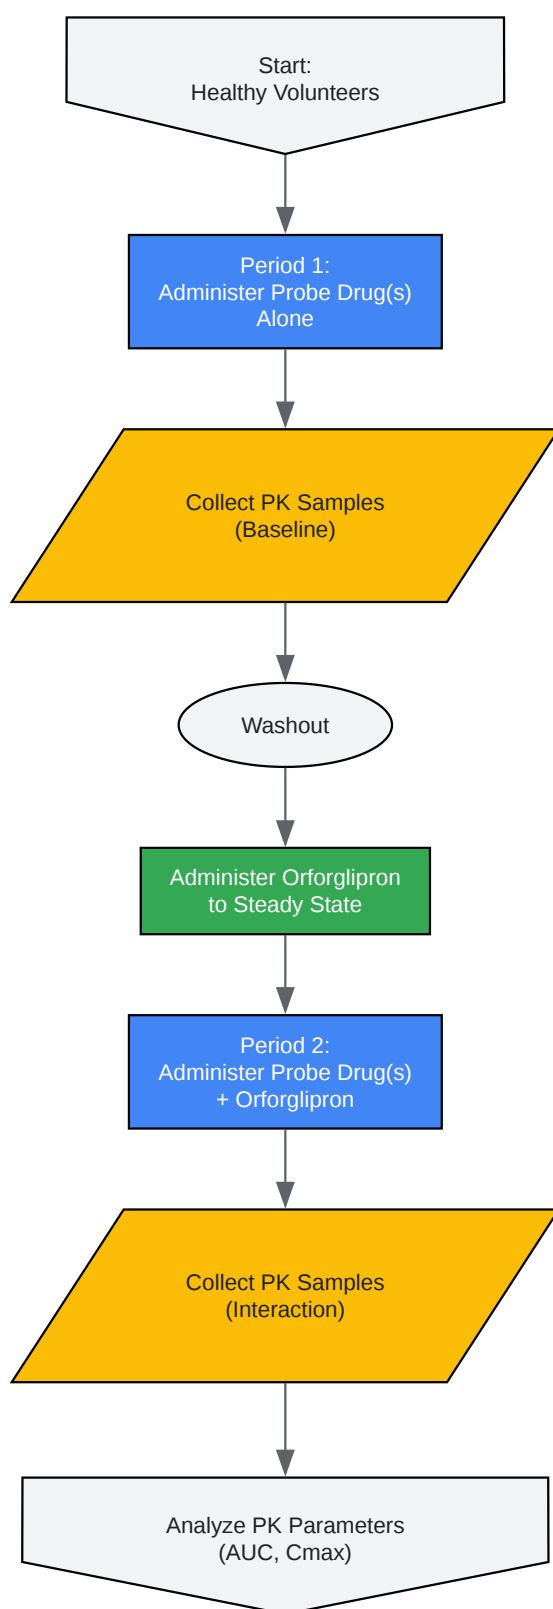 Start:
Healthy Volunteers
Period 1:
Administer Probe Drug(s)
Alone
Collect PK Samples
(Baseline)
Washout
Administer Orforglipron
to Steady State
Period 2:
Administer Probe Drug(s)
+ Orforglipron
Collect PK Samples
(Interaction)
Analyze PK Parameters
(AUC, Cmax)